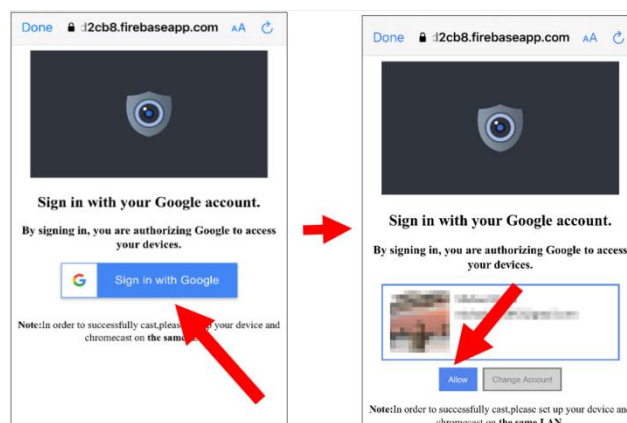 Done d2cb8.firebaseapp.com AA
Sign in with your Google account.
By signing in, you are authorizing Google to access
your devices.
G Sign in with Google
Note:In order to successfully cast,please up your device and
chromecast on the same
Done d2cb8.firebaseapp.com AA
Sign in with your Google account.
By signing in, you are authorizing Google to access
your devices.
Allow Change Account
Note:In order to successfully cast,please set up your device and
chromecast on the same LAN